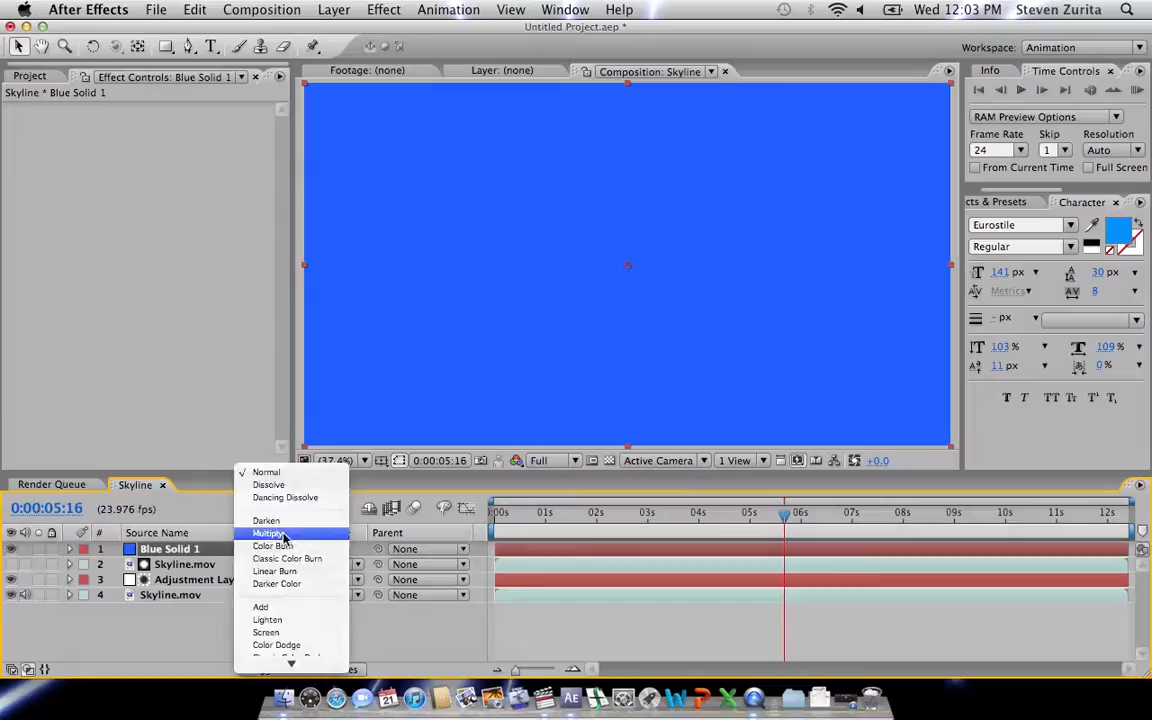 After Effects File Edit Composition Layer Effect Animation View Window Help Wed 12:03 PM Steven Zurita
Untitled Project.aep *
T Workspace: Animation
Project Effect Controls: Blue Solid 1 Footage: (none) Layer: (none) Composition: Skyline Info Time Controls
Skyline * Blue Solid 1
RAM Preview Options
Frame Rate Skip Resolution
24 1 Auto
From Current Time Full Screen
cts & Presets Character
Eurostile
Regular
141 px 30 px
Metrics 8
- px
103 % 109 %
11 px 0 %
T T TT Tr T¹ T₁
(37.4%) 0:00:05:16 Full Active Camera 1 View +0.0
Normal
Dissolve
Dancing Dissolve
Darken
Multiply
Color Burn
Classic Color Burn
Linear Burn
Darker Color
Add
Lighten
Screen
Color Dodge
Render Queue Skyline
0:00:05:16 (23.976 fps)
:00s 01s 02s 03s 04s 05s 06s 07s 08s 09s 10s 11s 12s
# Source Name Parent
1 Blue Solid 1 None
2 Skyline.mov None
3 Adjustment Lay None
4 Skyline.mov None